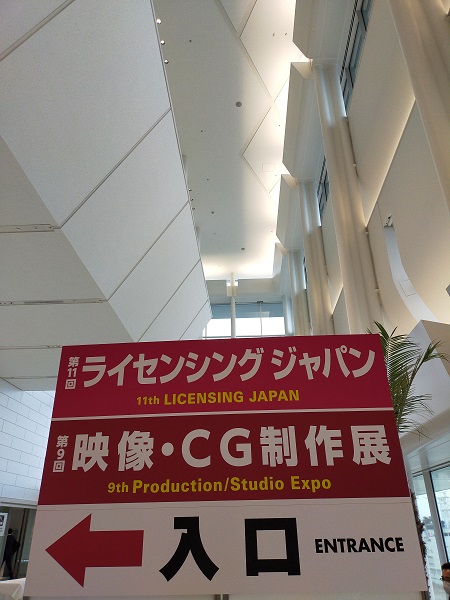 第11回 ライセンシング ジャパン
11th LICENSING JAPAN
第9回 映像・CG制作展
9th Production/Studio Expo
入口 ENTRANCE